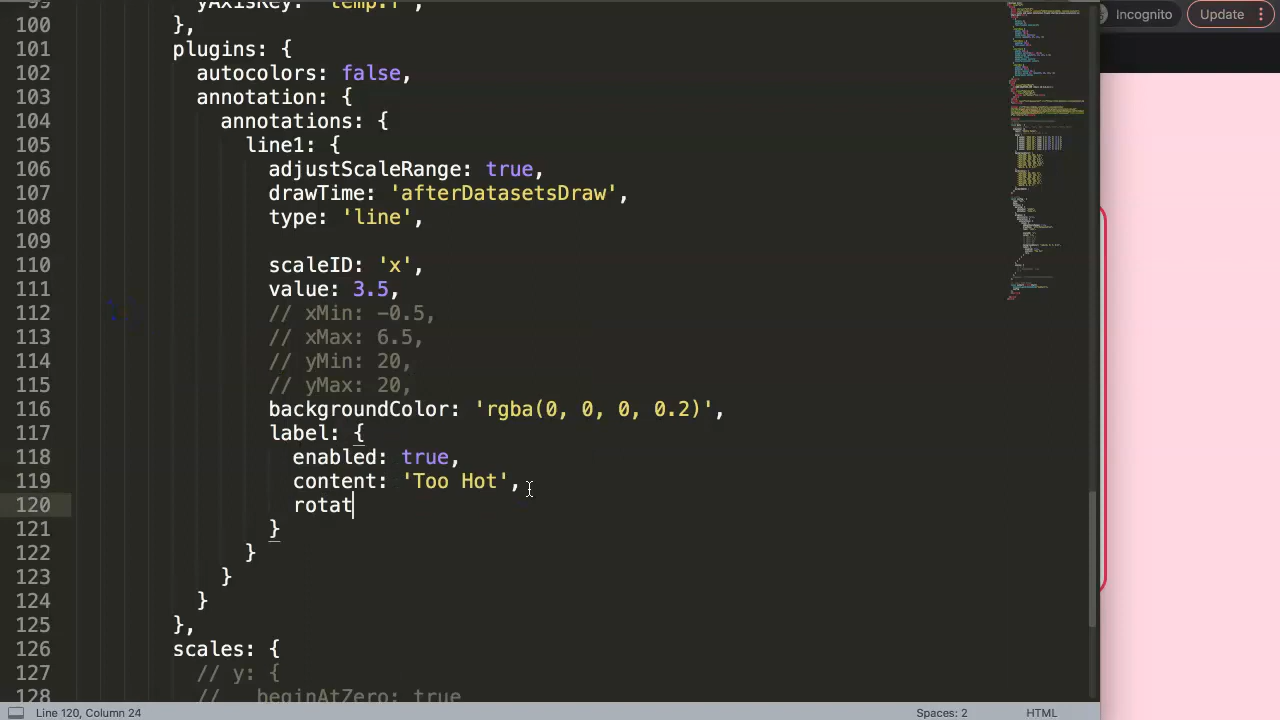 99 yAxisKey: 'temp.f',
100 },
101 plugins: {
102 autocolors: false,
103 annotation: {
104 annotations: {
105 line1: {
106 adjustScaleRange: true,
107 drawTime: 'afterDatasetsDraw',
108 type: 'line',
109
110 scaleID: 'x',
111 value: 3.5,
112 // xMin: -0.5,
113 // xMax: 6.5,
114 // yMin: 20,
115 // yMax: 20,
116 backgroundColor: 'rgba(0, 0, 0, 0.2)',
117 label: {
118 enabled: true,
119 content: 'Too Hot',
120 rotat
121 }
122 }
123 }
124 }
125 },
126 scales: {
127 // y: {
128 // beginAtZero: true
Line 120, Column 24
Spaces: 2
HTML
Incognito
Update